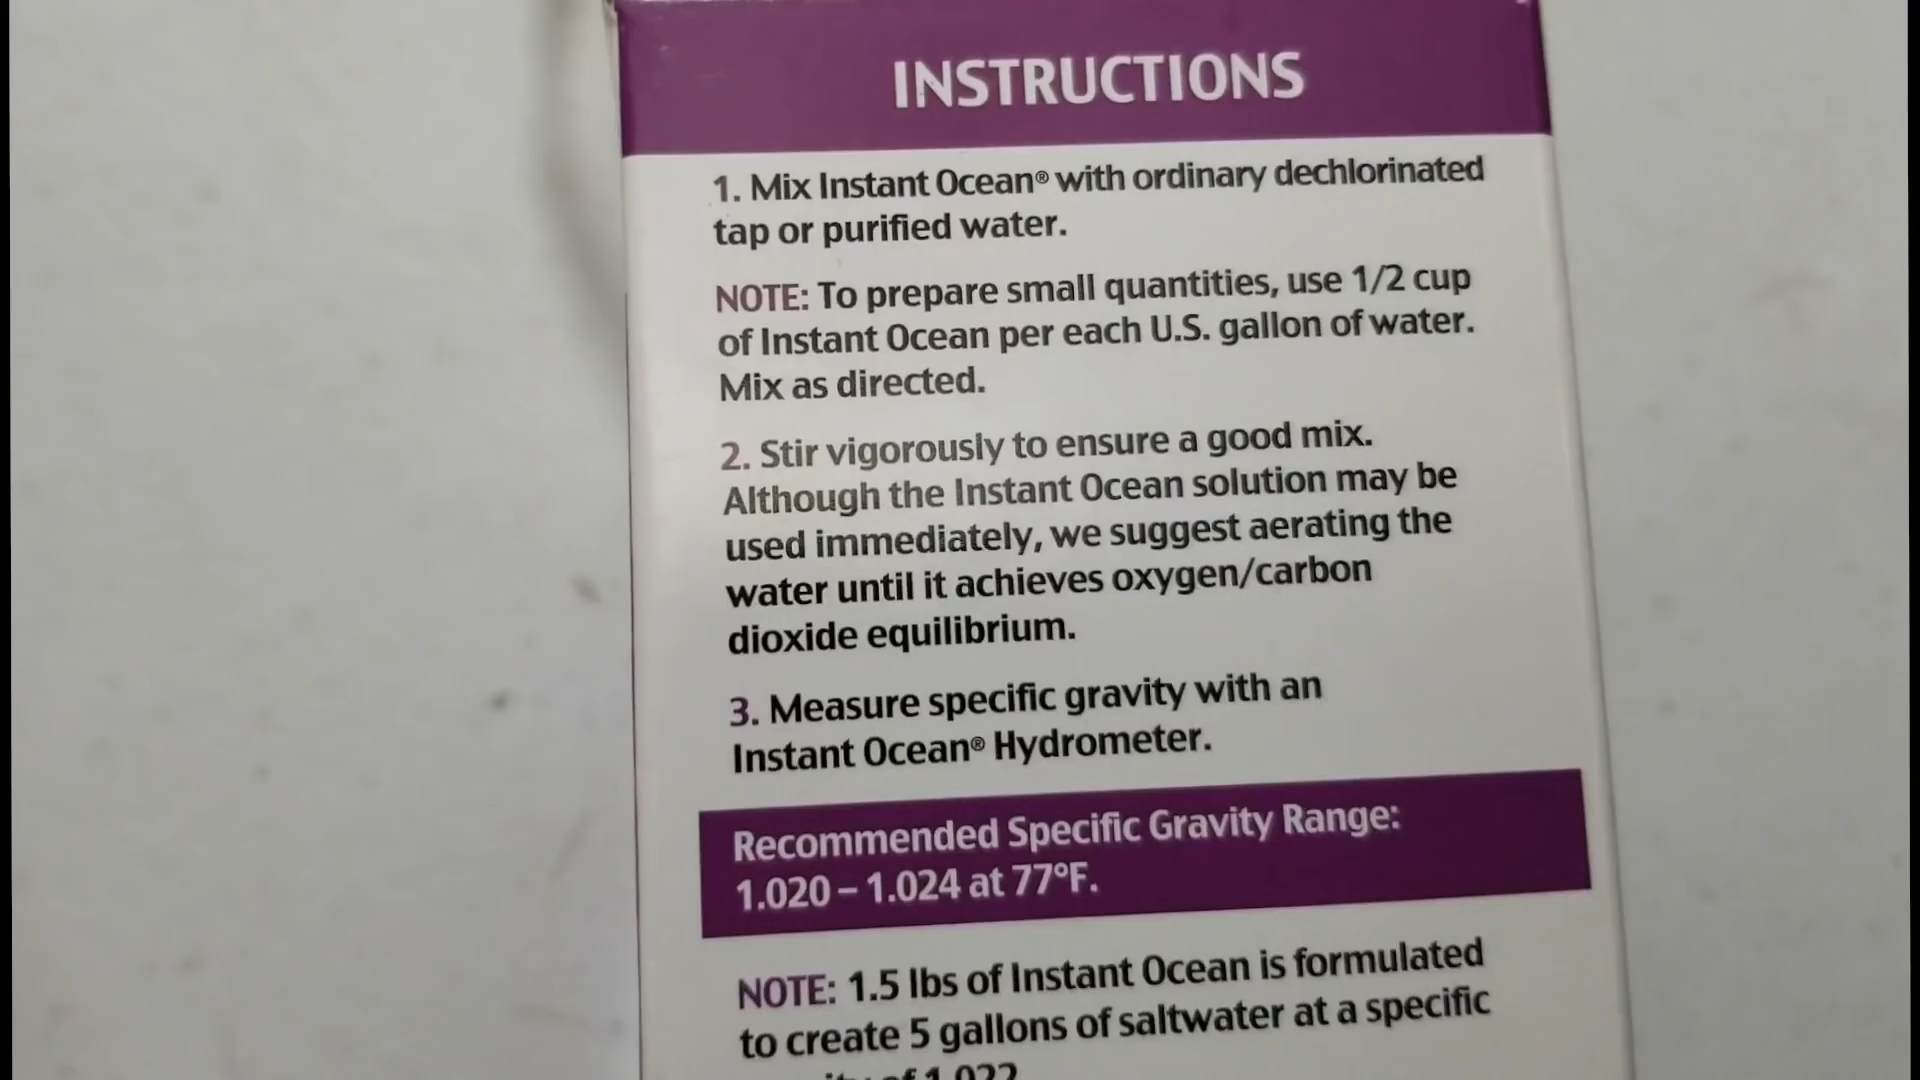 INSTRUCTIONS
1. Mix Instant Ocean® with ordinary dechlorinated
tap or purified water.
NOTE: To prepare small quantities, use 1/2 cup
of Instant Ocean per each U.S. gallon of water.
Mix as directed.
2. Stir vigorously to ensure a good mix.
Although the Instant Ocean solution may be
used immediately, we suggest aerating the
water until it achieves oxygen/carbon
dioxide equilibrium.
3. Measure specific gravity with an
Instant Ocean® Hydrometer.
Recommended Specific Gravity Range:
1.020 – 1.024 at 77°F.
NOTE: 1.5 lbs of Instant Ocean is formulated
to create 5 gallons of saltwater at a specific
of 1.022